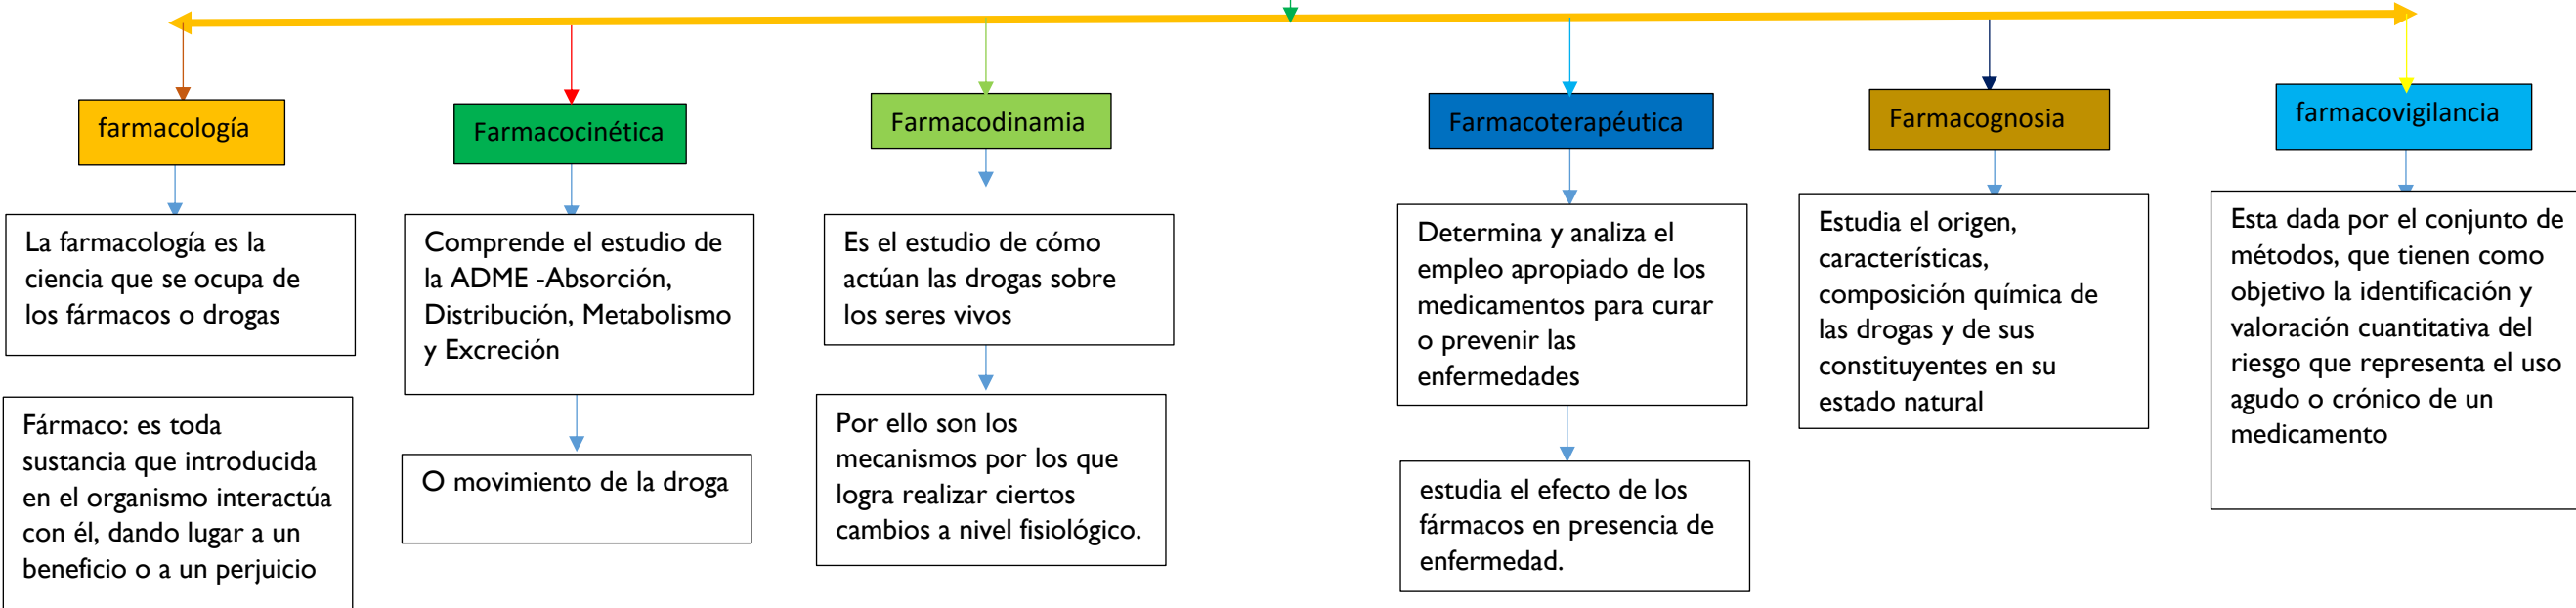 farmacología
La farmacología es la
ciencia que se ocupa de
los fármacos o drogas
Fármaco: es toda
sustancia que introducida
en el organismo interactúa
con él, dando lugar a un
beneficio o a un perjuicio
Farmacocinética
Comprende el estudio de
la ADME -Absorción,
Distribución, Metabolismo
y Excreción
O movimiento de la droga
Farmacodinamia
Es el estudio de cómo
actúan las drogas sobre
los seres vivos
Por ello son los
mecanismos por los que
logra realizar ciertos
cambios a nivel fisiológico.
Farmacoterapéutica
Determina y analiza el
empleo apropiado de los
medicamentos para curar
o prevenir las
enfermedades
estudia el efecto de los
fármacos en presencia de
enfermedad.
Farmacognosia
Estudia el origen,
características,
composición química de
las drogas y de sus
constituyentes en su
estado natural
farmacovigilancia
Esta dada por el conjunto de
métodos, que tienen como
objetivo la identificación y
valoración cuantitativa del
riesgo que representa el uso
agudo o crónico de un
medicamento